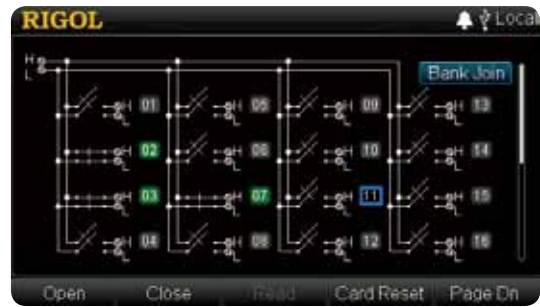 RIGOL Local
H
L Bank Join
H 01 H 05 H 09 H 13
L L L L
H 02 H 06 H 10 H 14
L L L L
H 03 H 07 H 11 H 15
L L L L
H 04 H 08 H 12 H 16
L L L L
Open Close Read Card Reset Page Dn